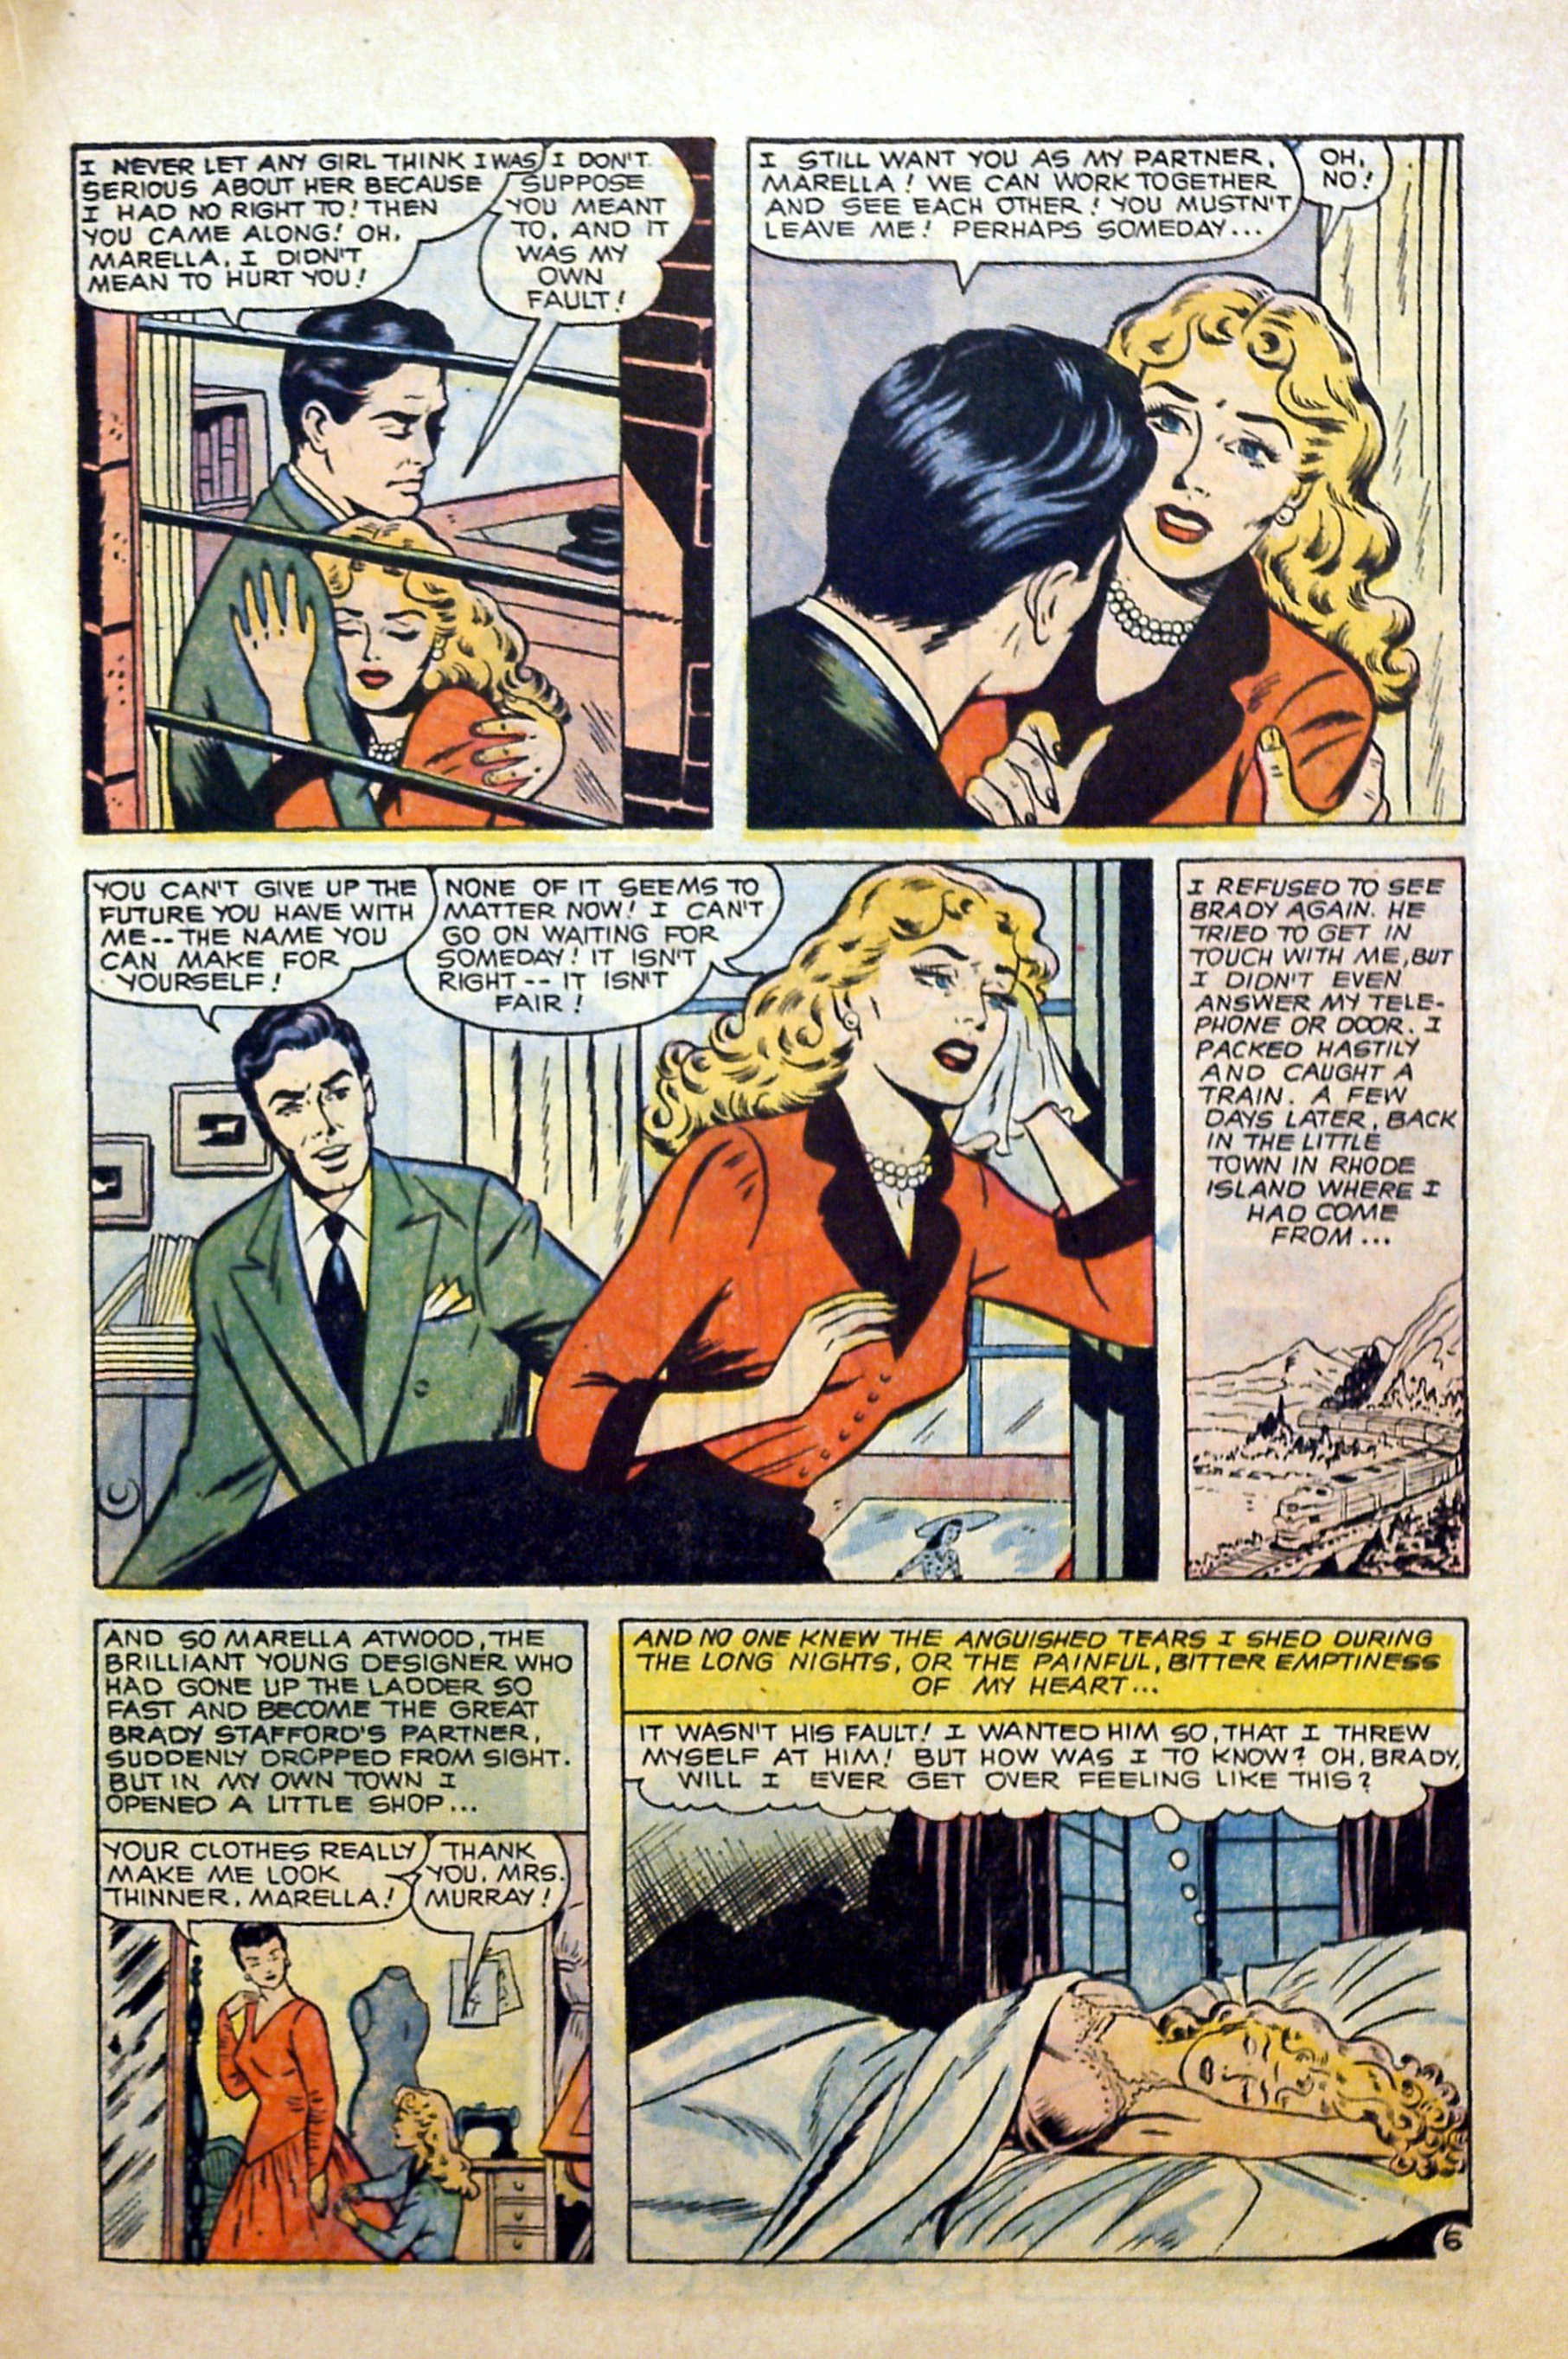 I NEVER LET ANY GIRL THINK I WAS
SERIOUS ABOUT HER BECAUSE
I HAD NO RIGHT TO! THEN
YOU CAME ALONG! OH,
MARELLA, I DIDN'T
MEAN TO HURT YOU!
I DON'T
SUPPOSE
YOU MEANT
TO, AND IT
WAS MY
OWN
FAULT!
I STILL WANT YOU AS MY PARTNER,
MARELLA! WE CAN WORK TOGETHER
AND SEE EACH OTHER! YOU MUSTN'T
LEAVE ME! PERHAPS SOMEDAY...
OH,
NO!
YOU CAN'T GIVE UP THE
FUTURE YOU HAVE WITH
ME--THE NAME YOU
CAN MAKE FOR
YOURSELF!
NONE OF IT SEEMS TO
MATTER NOW! I CAN'T
GO ON WAITING FOR
SOMEDAY! IT ISN'T
RIGHT -- IT ISN'T
FAIR!
I REFUSED TO SEE
BRADY AGAIN. HE
TRIED TO GET IN
TOUCH WITH ME, BUT
I DIDN'T EVEN
ANSWER MY TELE-
PHONE OR DOOR. I
PACKED HASTILY
AND CAUGHT A
TRAIN. A FEW
DAYS LATER, BACK
IN THE LITTLE
TOWN IN RHODE
ISLAND WHERE I
HAD COME
FROM...
AND SO MARELLA ATWOOD, THE
BRILLIANT YOUNG DESIGNER WHO
HAD GONE UP THE LADDER SO
FAST AND BECOME THE GREAT
BRADY STAFFORD'S PARTNER,
SUDDENLY DROPPED FROM SIGHT.
BUT IN MY OWN TOWN I
OPENED A LITTLE SHOP...
YOUR CLOTHES REALLY
MAKE ME LOOK
THINNER, MARELLA!
THANK
YOU, MRS.
MURRAY!
AND NO ONE KNEW THE ANGUISHED TEARS I SHED DURING
THE LONG NIGHTS, OR THE PAINFUL, BITTER EMPTINESS
OF MY HEART...
IT WASN'T HIS FAULT! I WANTED HIM SO, THAT I THREW
MYSELF AT HIM! BUT HOW WAS I TO KNOW? OH, BRADY,
WILL I EVER GET OVER FEELING LIKE THIS?
6